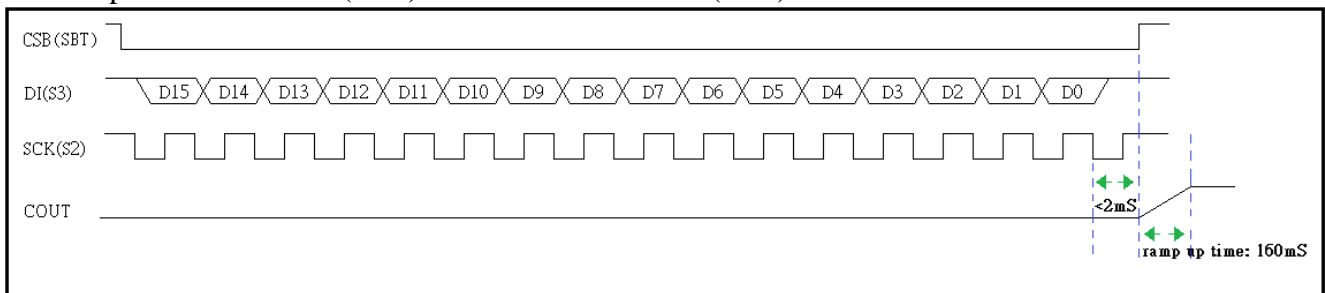 CSB(SBT)
DI(S3) D15 D14 D13 D12 D11 D10 D9 D8 D7 D6 D5 D4 D3 D2 D1 D0
SCK(S2)
<2mS
COUT
ramp up time: 160mS